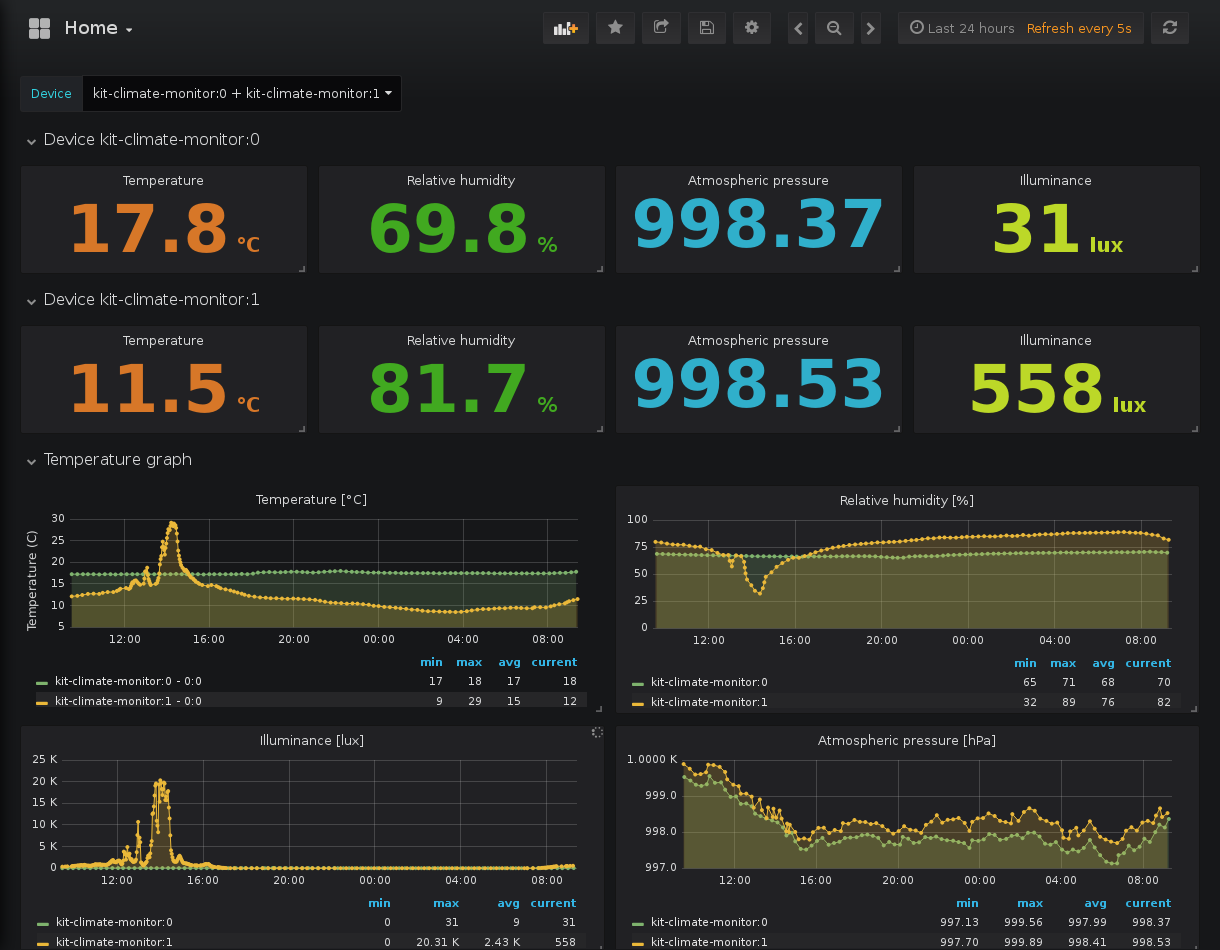 Home
Last 24 hours Refresh every 5s
Device kit-climate-monitor:0 + kit-climate-monitor:1
Device kit-climate-monitor:0
Temperature Relative humidity Atmospheric pressure Illuminance
17.8 °C 69.8 % 998.37 31 lux
Device kit-climate-monitor:1
Temperature Relative humidity Atmospheric pressure Illuminance
11.5 °C 81.7 % 998.53 558 lux
Temperature graph
Temperature [°C]
Temperature (C)
30
25
20
15
10
5
12:00 16:00 20:00 00:00 04:00 08:00
min max avg current
kit-climate-monitor:0 - 0:0 17 18 17 18
kit-climate-monitor:1 - 0:0 9 29 15 12
Relative humidity [%]
100
75
50
25
0
12:00 16:00 20:00 00:00 04:00 08:00
min max avg current
kit-climate-monitor:0 65 71 68 70
kit-climate-monitor:1 32 89 76 82
Illuminance [lux]
25 K
20 K
15 K
10 K
5 K
0
12:00 16:00 20:00 00:00 04:00 08:00
min max avg current
kit-climate-monitor:0 0 31 9 31
kit-climate-monitor:1 0 20.31 K 2.43 K 558
Atmospheric pressure [hPa]
1.0000 K
999.0
998.0
997.0
12:00 16:00 20:00 00:00 04:00 08:00
min max avg current
kit-climate-monitor:0 997.13 999.56 997.99 998.37
kit-climate-monitor:1 997.70 999.89 998.41 998.53